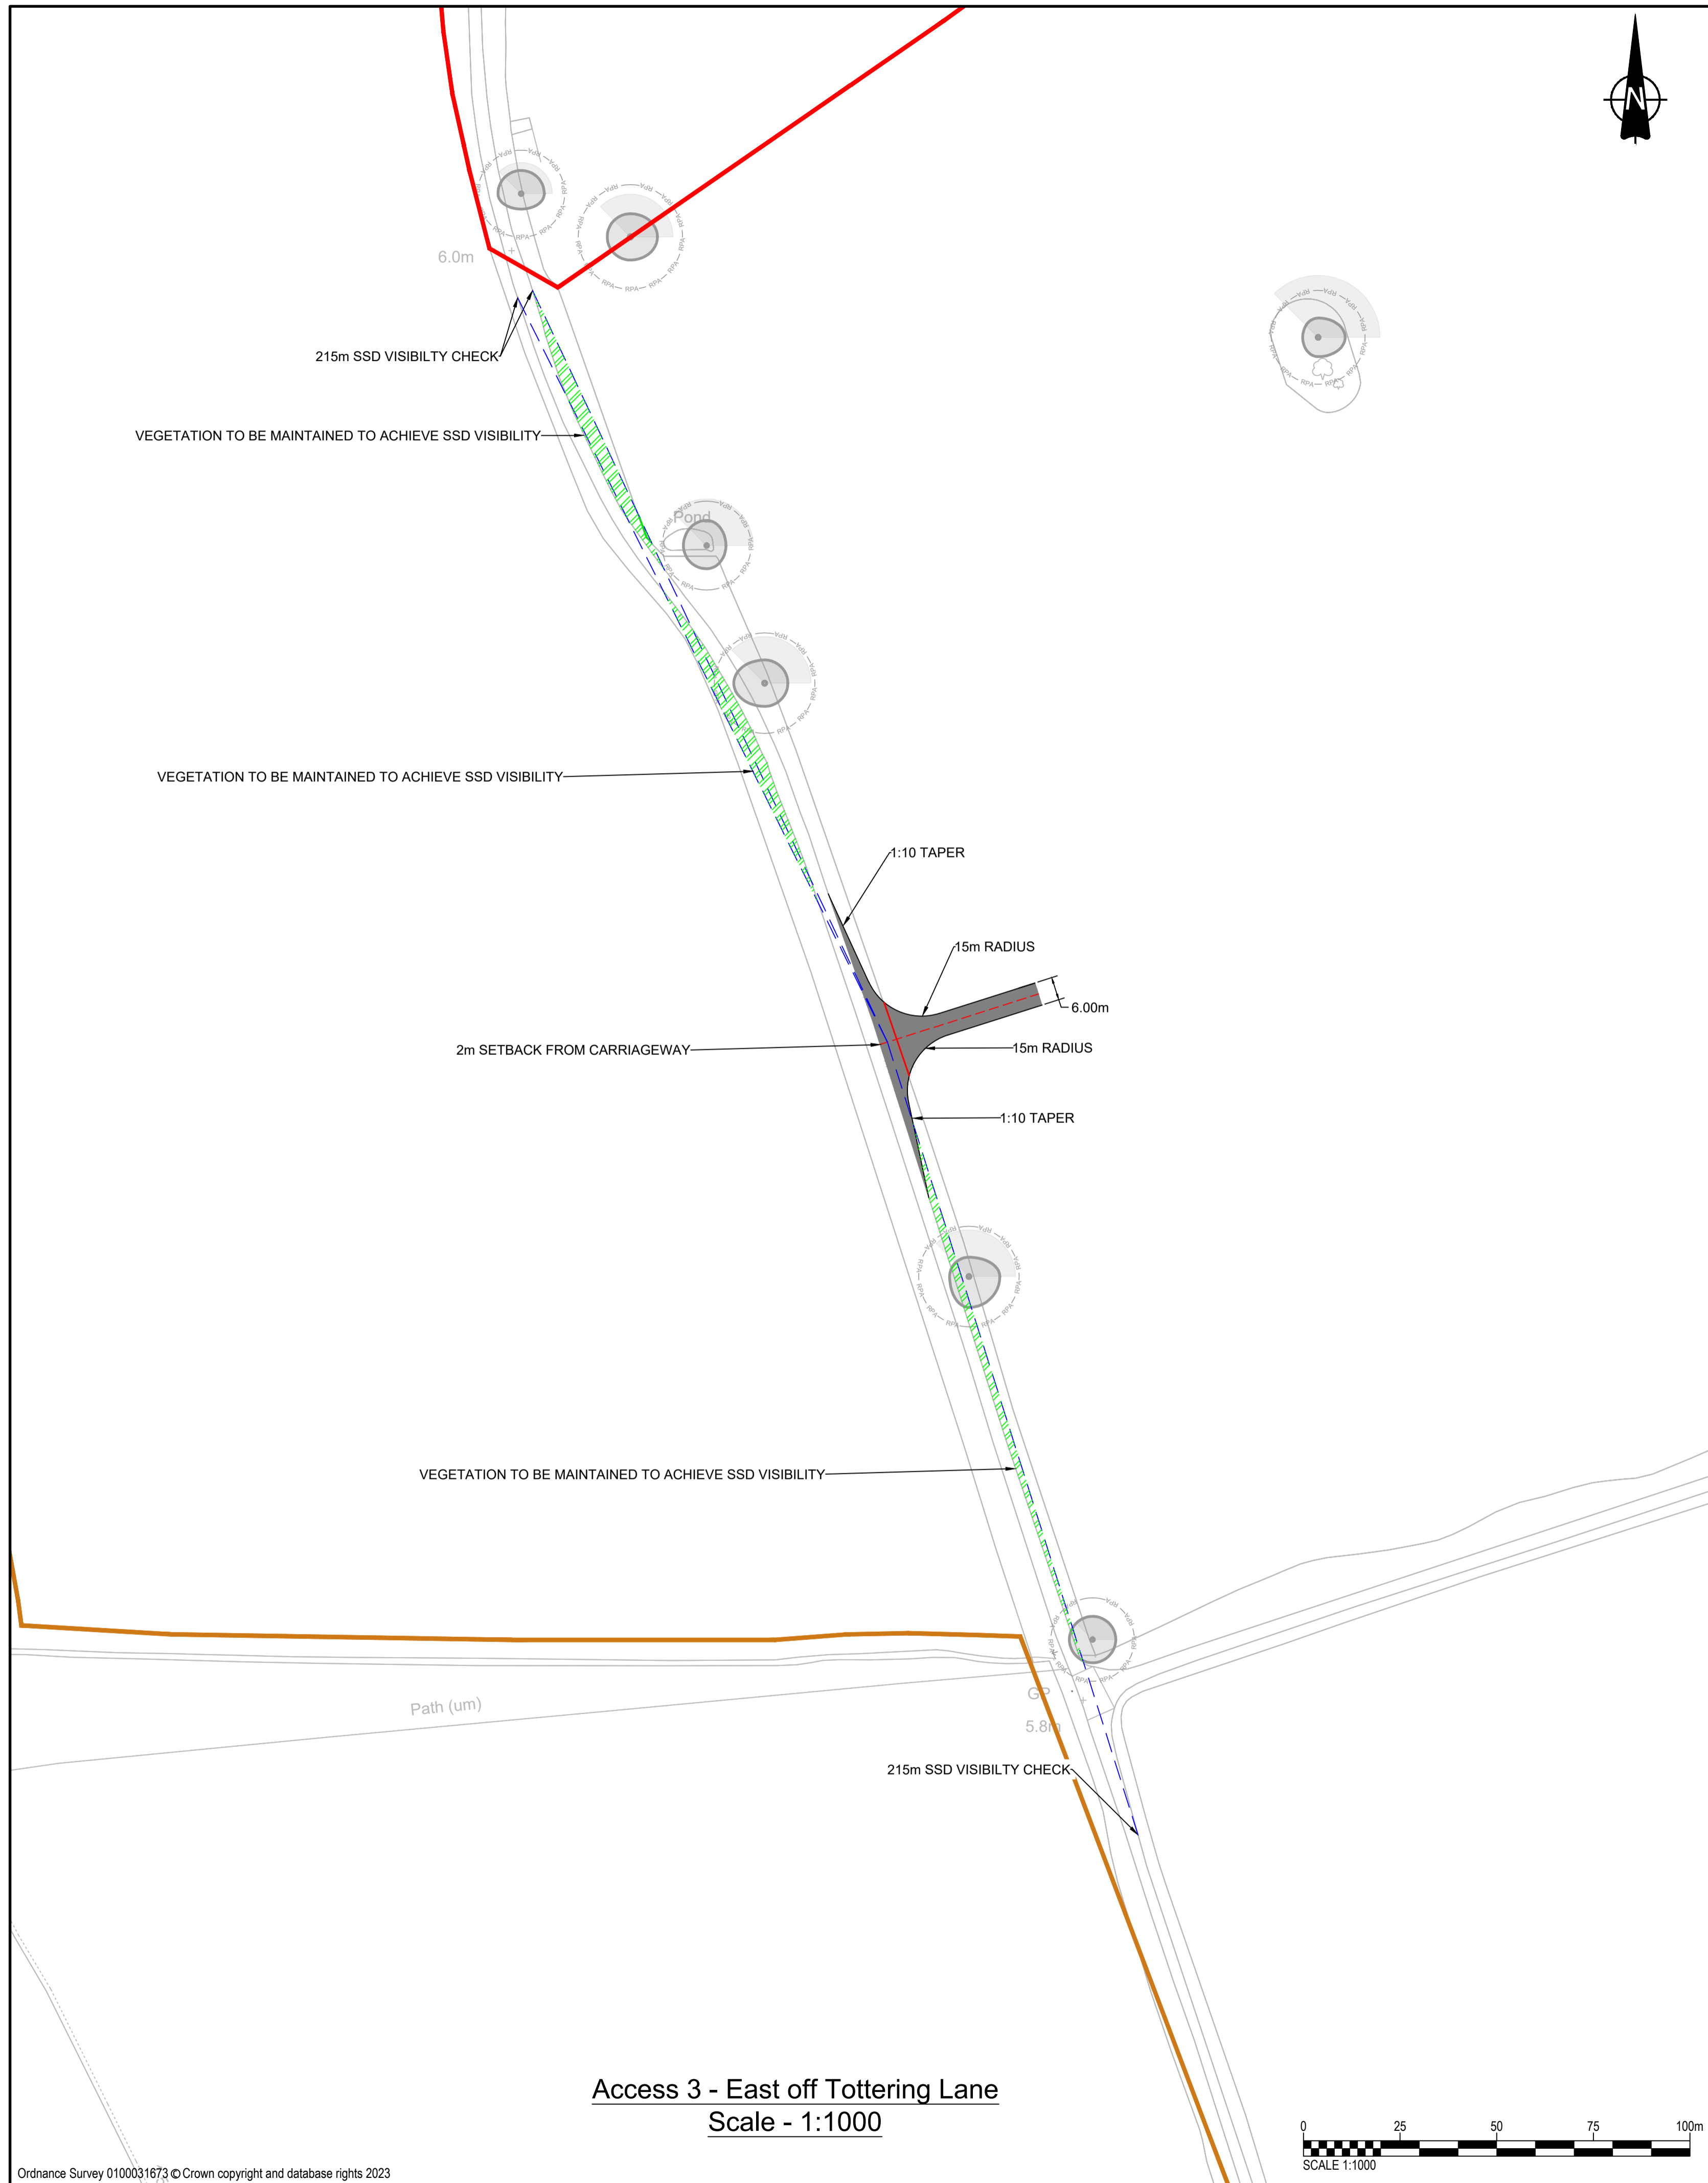 N
6.0m
215m SSD VISIBILTY CHECK
VEGETATION TO BE MAINTAINED TO ACHIEVE SSD VISIBILITY
Pond
VEGETATION TO BE MAINTAINED TO ACHIEVE SSD VISIBILITY
1:10 TAPER
15m RADIUS
6.00m
2m SETBACK FROM CARRIAGEWAY
15m RADIUS
1:10 TAPER
VEGETATION TO BE MAINTAINED TO ACHIEVE SSD VISIBILITY
GP
Path (um)
5.8m
215m SSD VISIBILTY CHECK
Access 3 - East off Tottering Lane
Scale - 1:1000
0 25 50 75 100m
SCALE 1:1000
Ordnance Survey 0100031673 © Crown copyright and database rights 2023